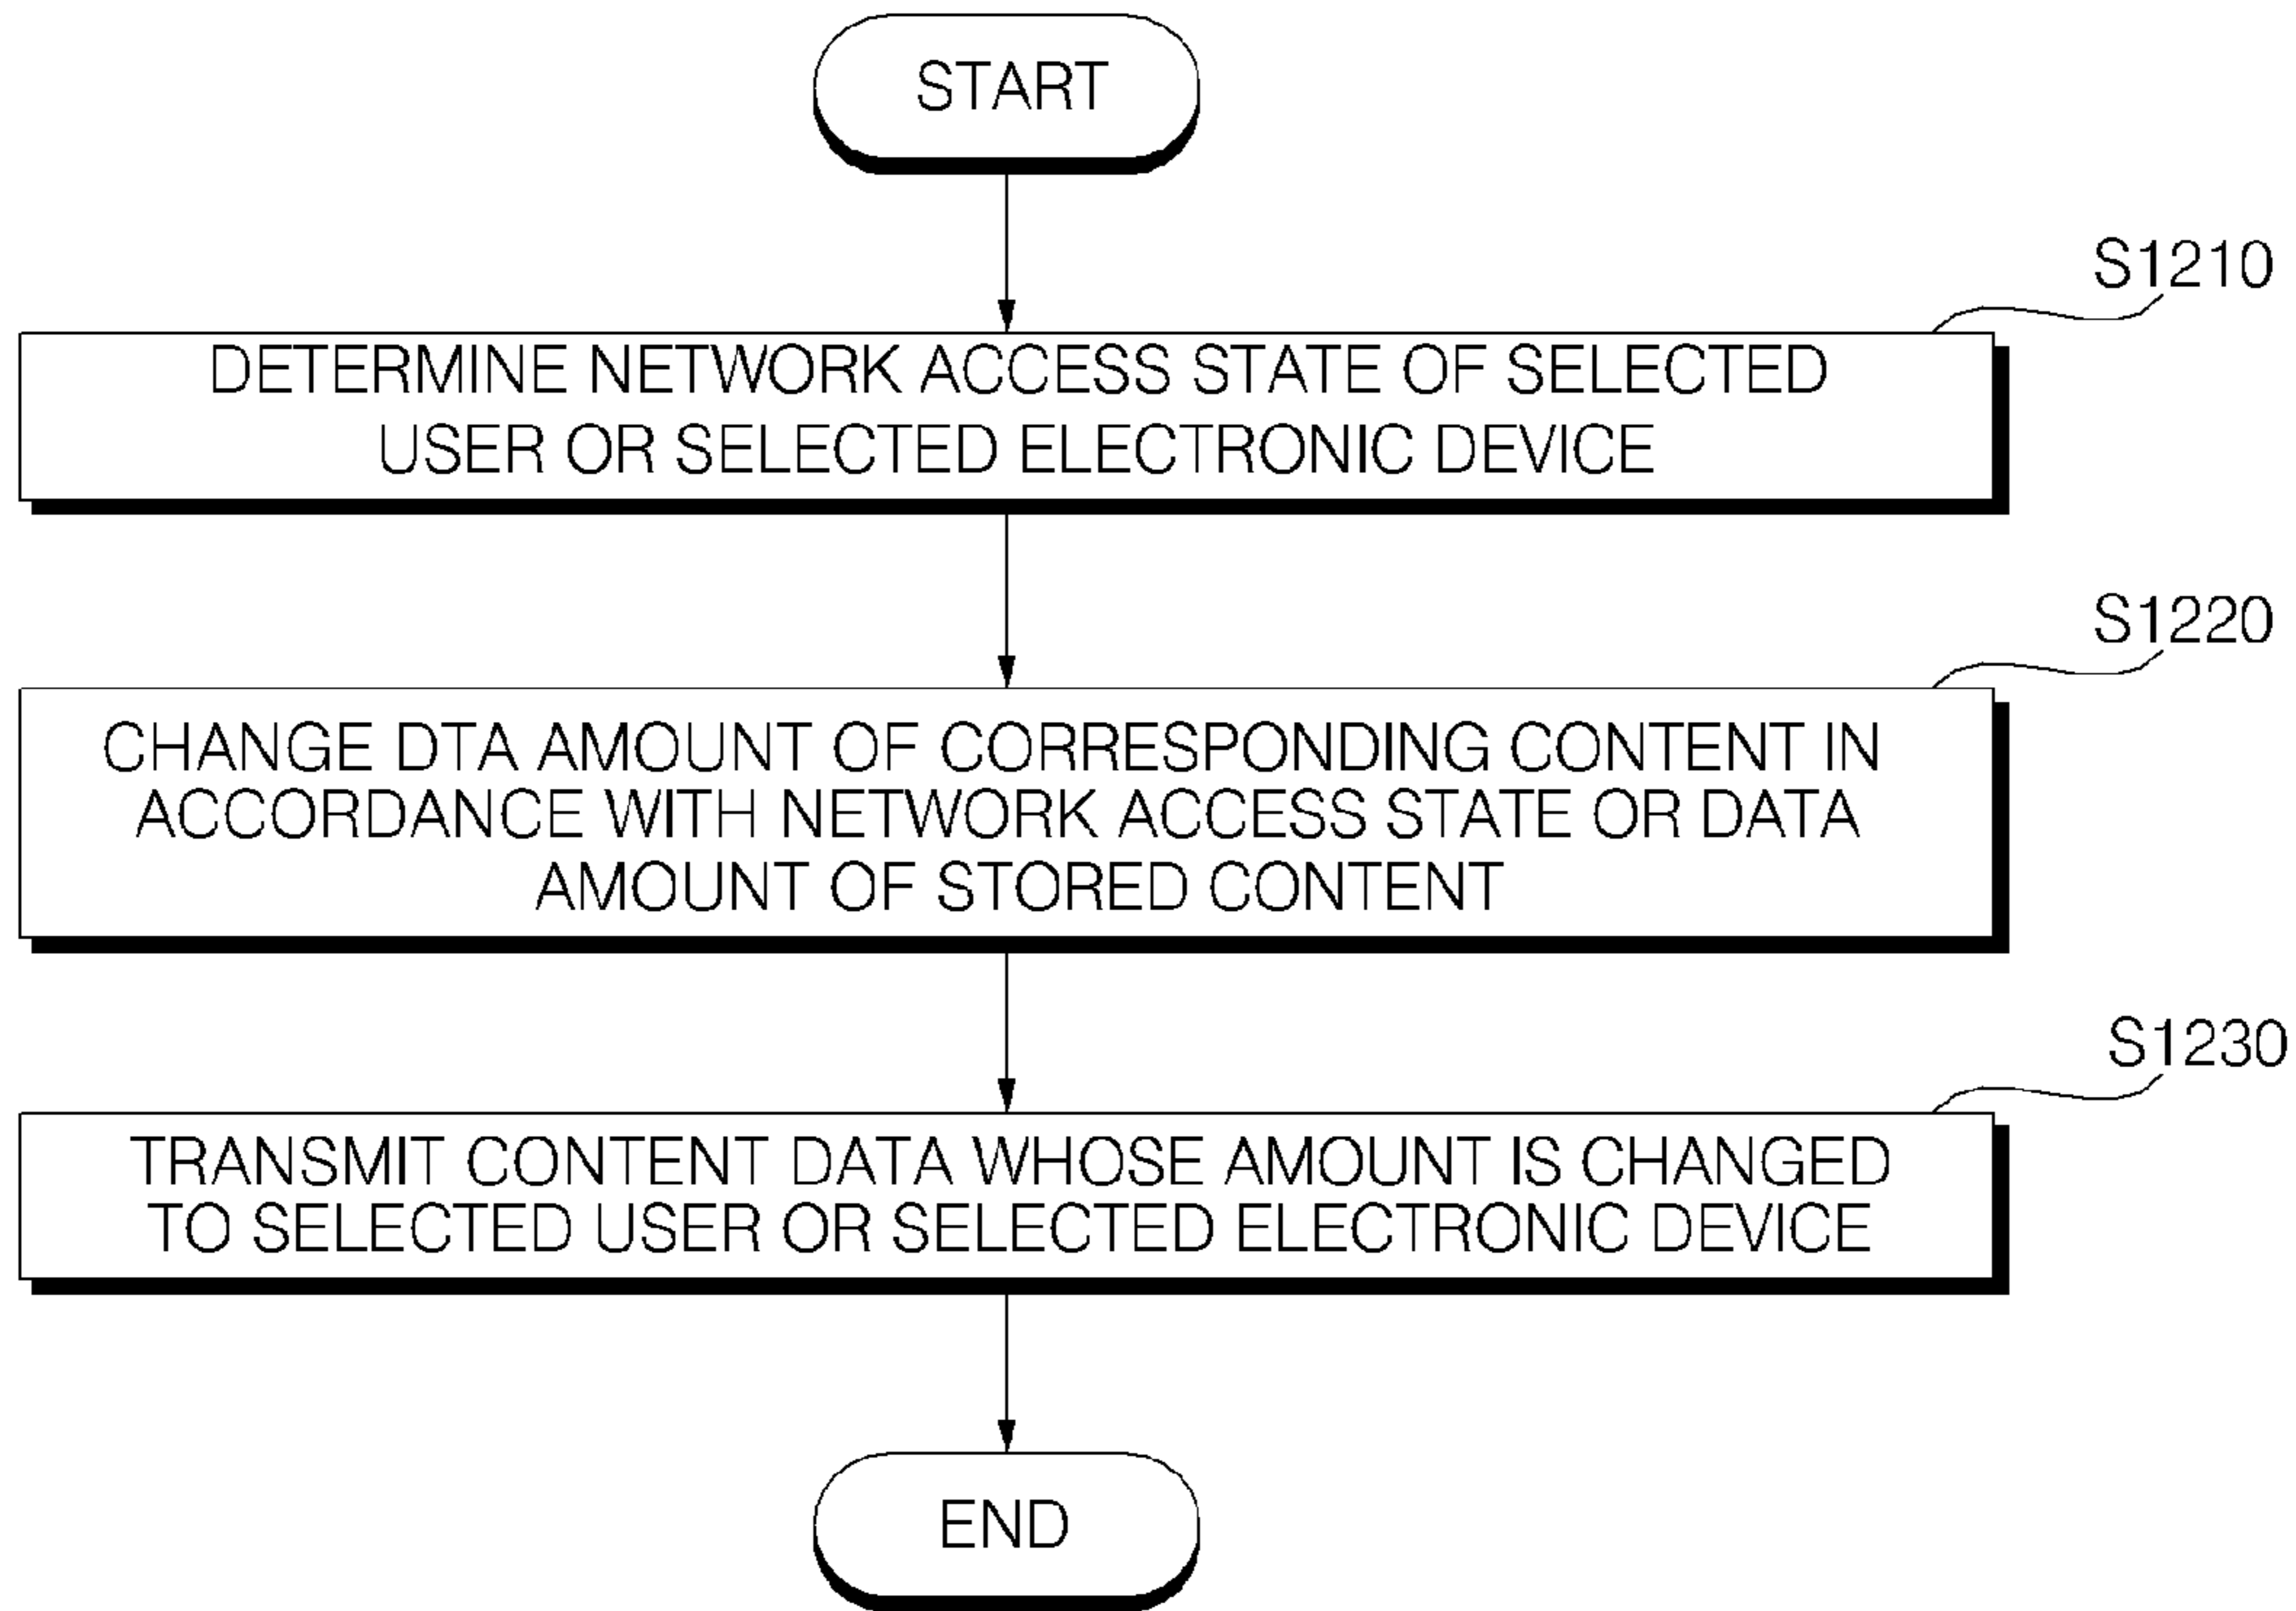 START
S1210
DETERMINE NETWORK ACCESS STATE OF SELECTED
USER OR SELECTED ELECTRONIC DEVICE
S1220
CHANGE DTA AMOUNT OF CORRESPONDING CONTENT IN
ACCORDANCE WITH NETWORK ACCESS STATE OR DATA
AMOUNT OF STORED CONTENT
S1230
TRANSMIT CONTENT DATA WHOSE AMOUNT IS CHANGED
TO SELECTED USER OR SELECTED ELECTRONIC DEVICE
END